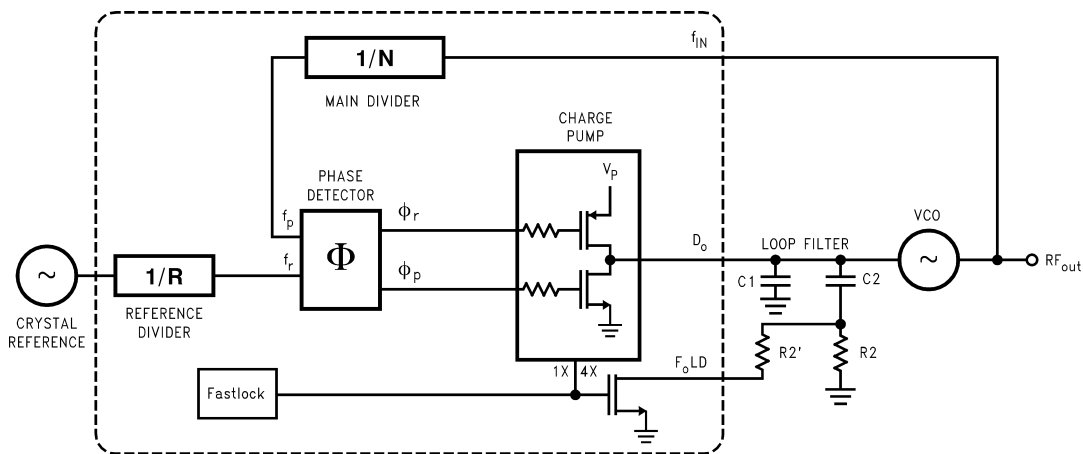 f_IN
1/N
MAIN DIVIDER
CHARGE
PUMP
V_P
PHASE
DETECTOR
f_p
f_r
Φ
ϕ_r
ϕ_p
D_o
LOOP FILTER
VCO
~
RF_out
C1
C2
~
1/R
CRYSTAL
REFERENCE
REFERENCE
DIVIDER
1X
4X
F_oLD
R2'
R2
Fastlock